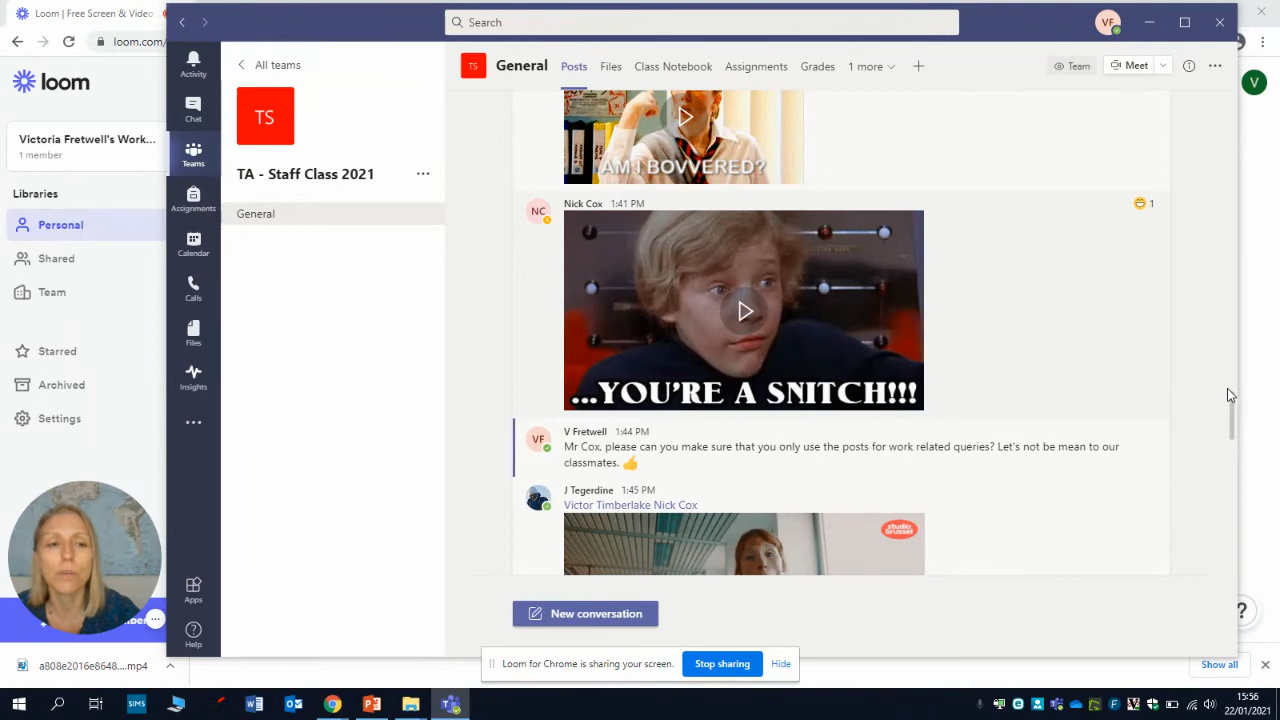 Loom | Free Screen & Video
loom.com/
loom
Victoria Fretwell's Work...
1 member
Libraries
Personal
Shared
Team
Starred
Archived
Settings
a808e2016e8648....mp4
Activity
Chat
Teams
Assignments
Calendar
Calls
Files
Insights
Apps
Help
Search
VF
All teams
TS
TA - Staff Class 2021
General
TS
General
Posts
Files
Class Notebook
Assignments
Grades
1 more
Team
Meet
AM I BOVVERED?
NC
Nick Cox 1:41 PM
1
...YOU'RE A SNITCH!!!
VF
V Fretwell 1:44 PM
Mr Cox, please can you make sure that you only use the posts for work related queries? Let's not be mean to our
classmates.
J Tegerdine 1:45 PM
Victor Timberlake Nick Cox
studio
brussel
New conversation
Loom for Chrome is sharing your screen.
Stop sharing
Hide
V
?
Show all
SIMS
15:56
22/01/2021